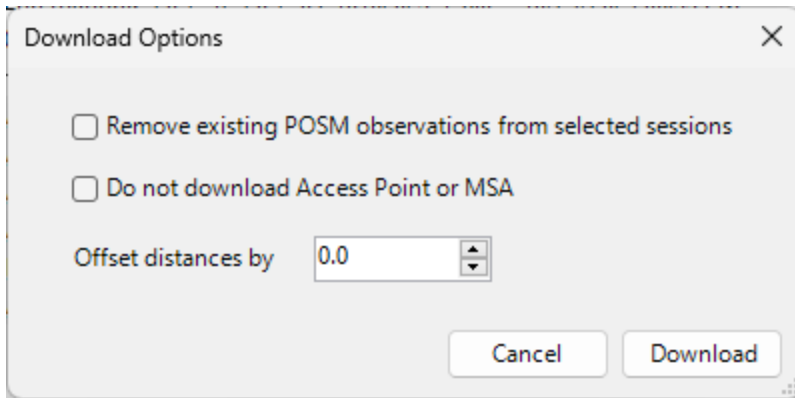 Download Options
Remove existing POSM observations from selected sessions
Do not download Access Point or MSA
Offset distances by 0.0
Cancel Download